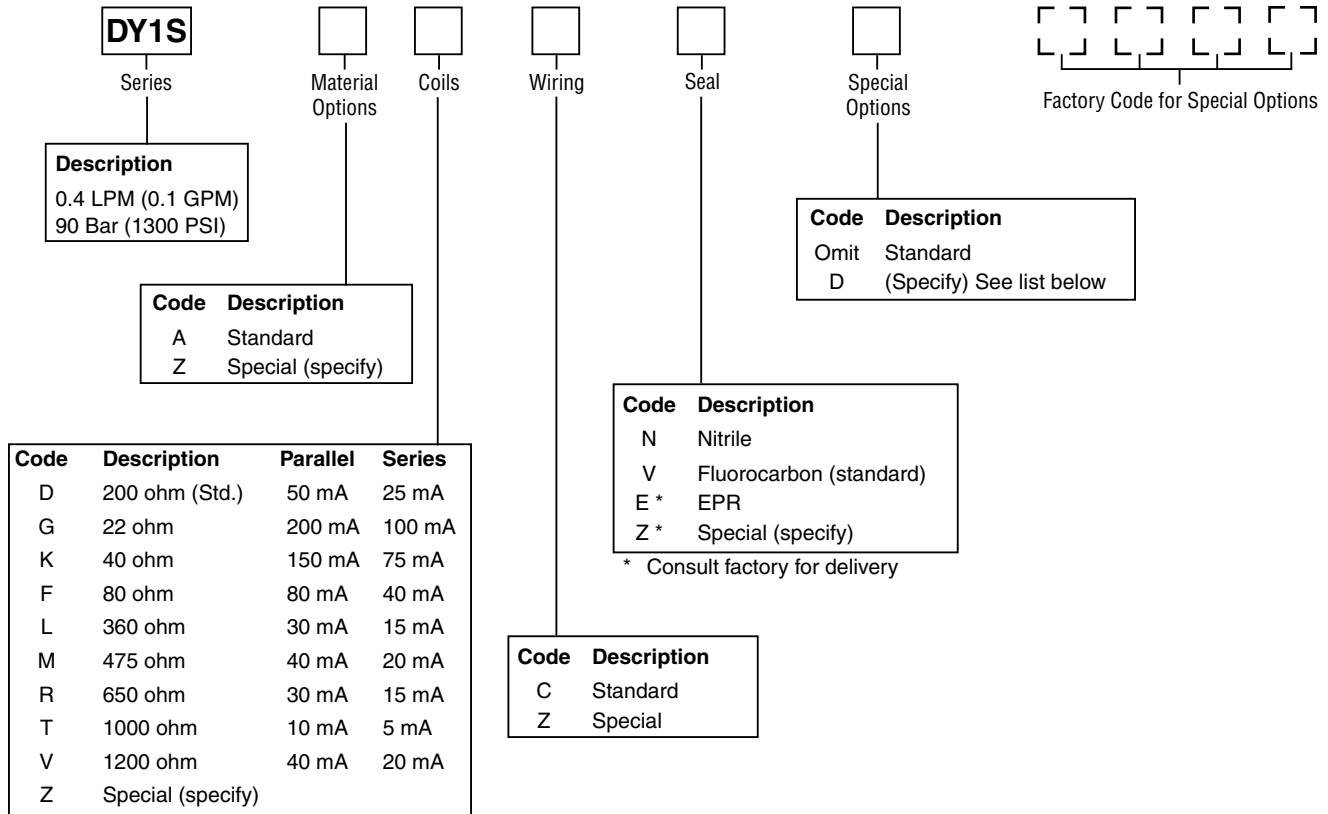 DY1S
Series
Material
Options
Coils
Wiring
Seal
Special
Options
Factory Code for Special Options
Description
0.4 LPM (0.1 GPM)
90 Bar (1300 PSI)
Code Description
Omit Standard
D (Specify) See list below
Code Description
A Standard
Z Special (specify)
Code Description
N Nitrile
V Fluorocarbon (standard)
E * EPR
Z * Special (specify)
* Consult factory for delivery
Code Description Parallel Series
D 200 ohm (Std.) 50 mA 25 mA
G 22 ohm 200 mA 100 mA
K 40 ohm 150 mA 75 mA
F 80 ohm 80 mA 40 mA
L 360 ohm 30 mA 15 mA
M 475 ohm 40 mA 20 mA
R 650 ohm 30 mA 15 mA
T 1000 ohm 10 mA 5 mA
V 1200 ohm 40 mA 20 mA
Z Special (specify)
Code Description
C Standard
Z Special